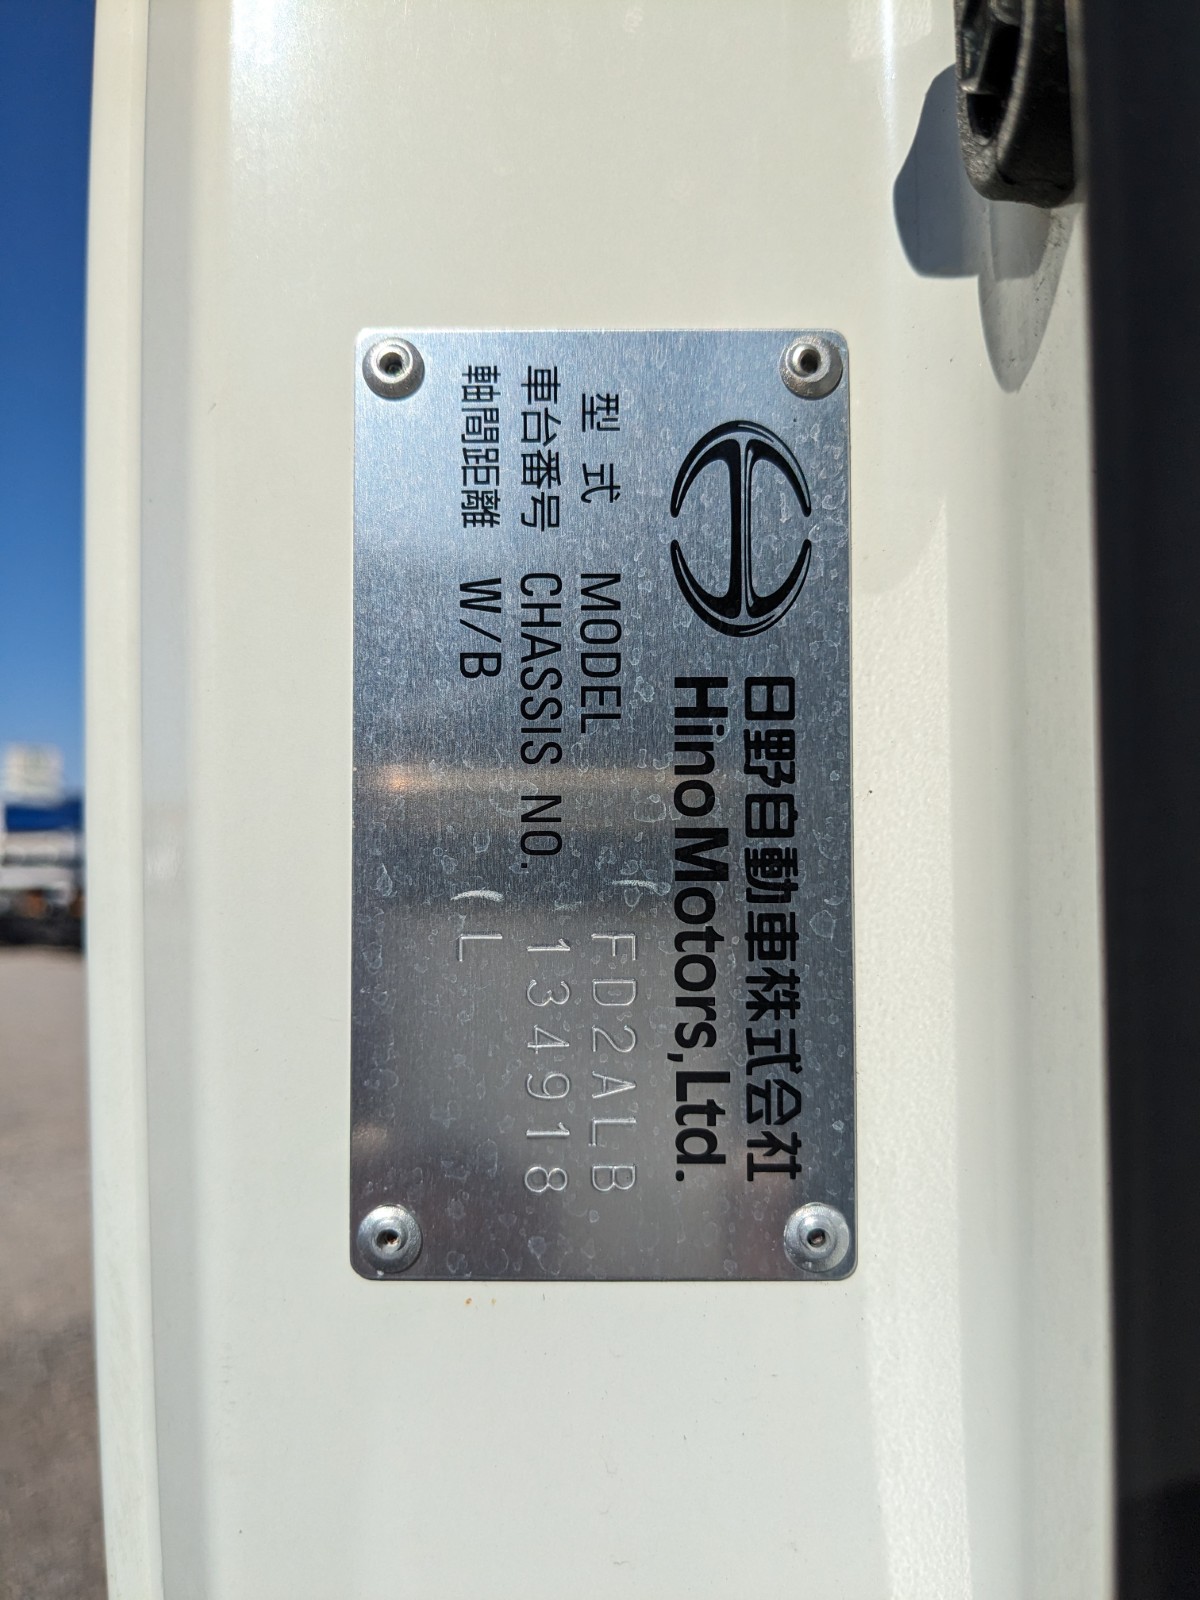 日野自動車株式会社
Hino Motors, Ltd.
型式 MODEL FD2ALB
車台番号 CHASSIS NO. 134918
軸間距離 W/B L